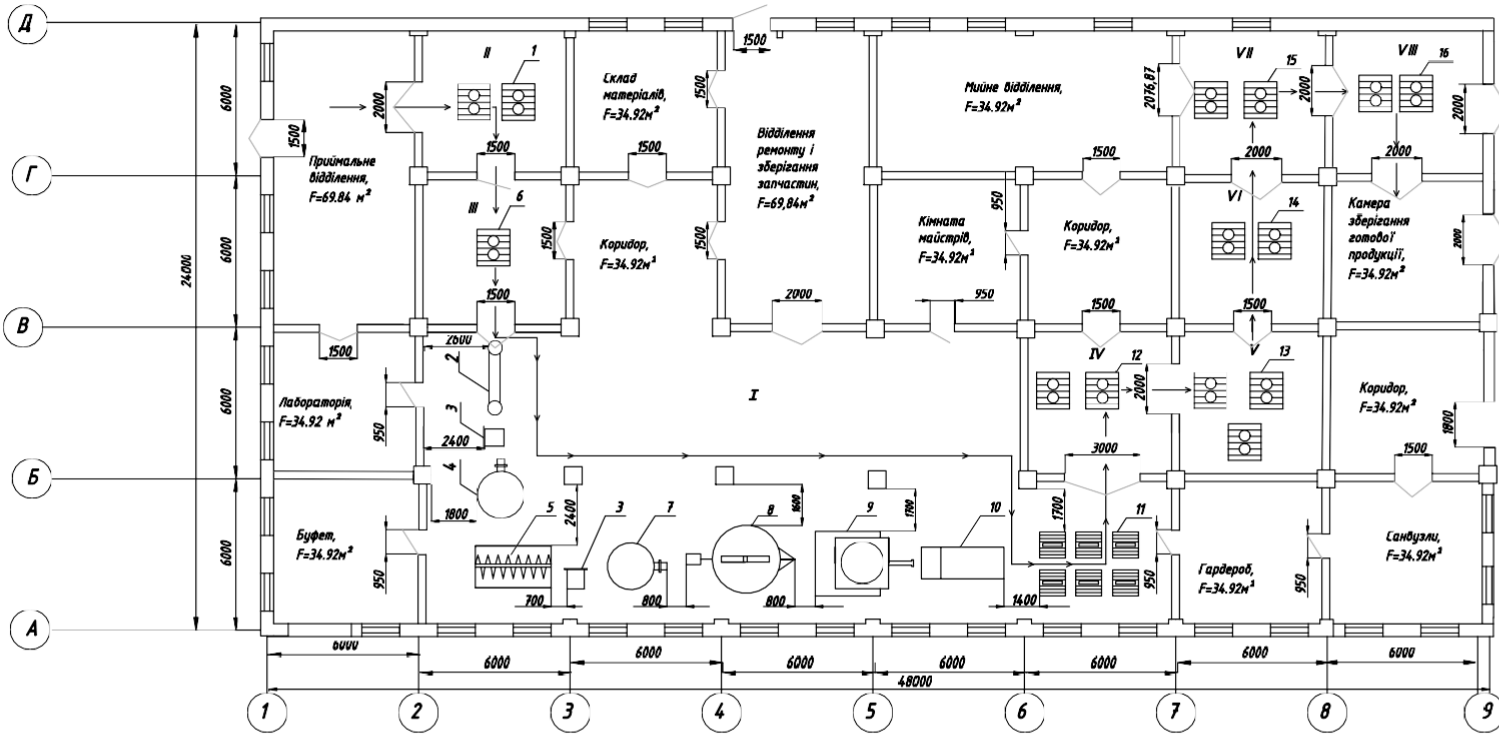 Д
Г
В
Б
А
1
2
3
4
5
6
7
8
9
24000
6000
6000
6000
6000
6000
6000
6000
6000
6000
6000
6000
6000
48000
1500
Приймальне
відділення,
F=69.84 м²
2000
II
1
1500
III
6
1500
1500
Склад
матеріалів,
F=34.92м²
1500
1500
Коридор,
F=34.92м²
1500
1500
Відділення
ремонту і
зберігання
запчастин,
F=69,84м²
2000
Мийне відділення,
F=34.92м²
2076,87
Кімната
майстрів,
F=34.92м²
950
950
1500
Коридор,
F=34.92м²
1500
VII
15
2000
2000
VI
14
1500
VIII
16
2000
2000
Камера
зберігання
готової
продукції,
F=34.92м²
2000
1500
Лабораторія,
F=34.92 м²
950
Буфет,
F=34.92м²
950
2600
2
3
2400
4
1800
5
2400
3
700
7
800
8
1600
800
9
1700
10
1400
I
IV
12
2000
3000
1700
11
950
V
13
Гардероб,
F=34.92м²
950
Коридор,
F=34.92м²
1800
1500
Санвузли,
F=34.92м²